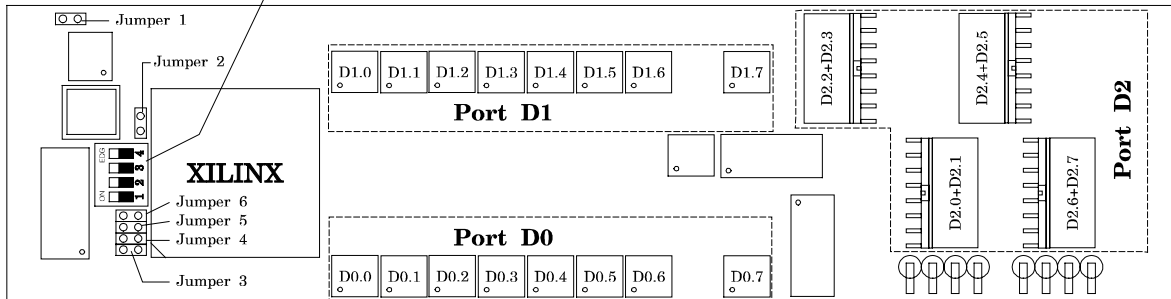 Jumper 1
Jumper 2
EDG
4
3
2
1
ON
XILINX
Jumper 6
Jumper 5
Jumper 4
Jumper 3
D1.0 D1.1 D1.2 D1.3 D1.4 D1.5 D1.6 D1.7
Port D1
Port D0
D0.0 D0.1 D0.2 D0.3 D0.4 D0.5 D0.6 D0.7
D2.2+D2.3
D2.4+D2.5
D2.0+D2.1
D2.6+D2.7
Port D2